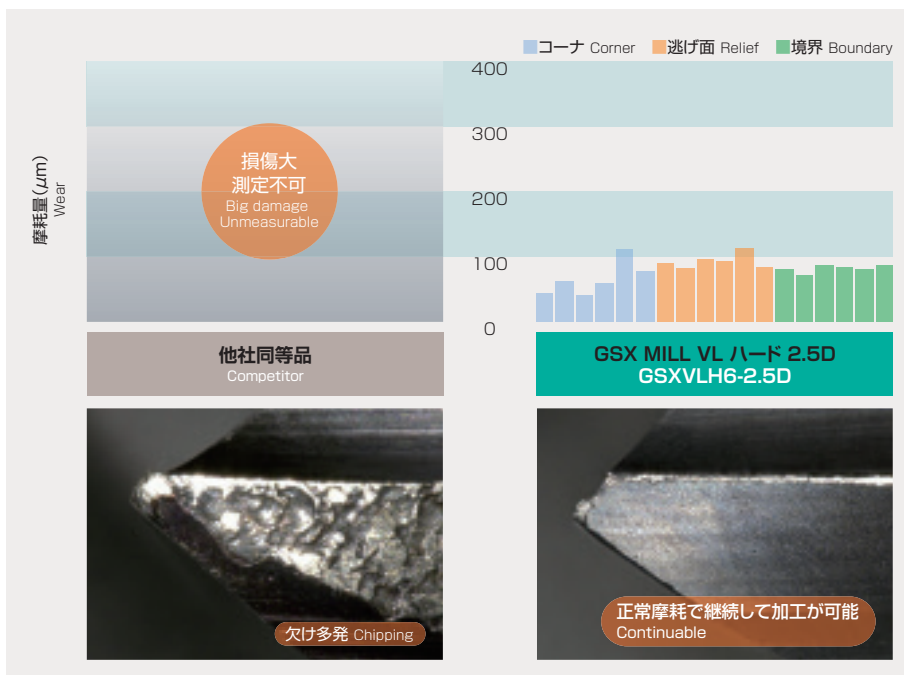 コーナ Corner 逃げ面 Relief 境界 Boundary
摩耗量(μm)
Wear
400
300
200
100
0
損傷大
測定不可
Big damage
Unmeasurable
他社同等品
Competitor
GSX MILL VL ハード 2.5D
GSXVLH6-2.5D
欠け多発 Chipping
正常摩耗で継続して加工が可能
Continuable